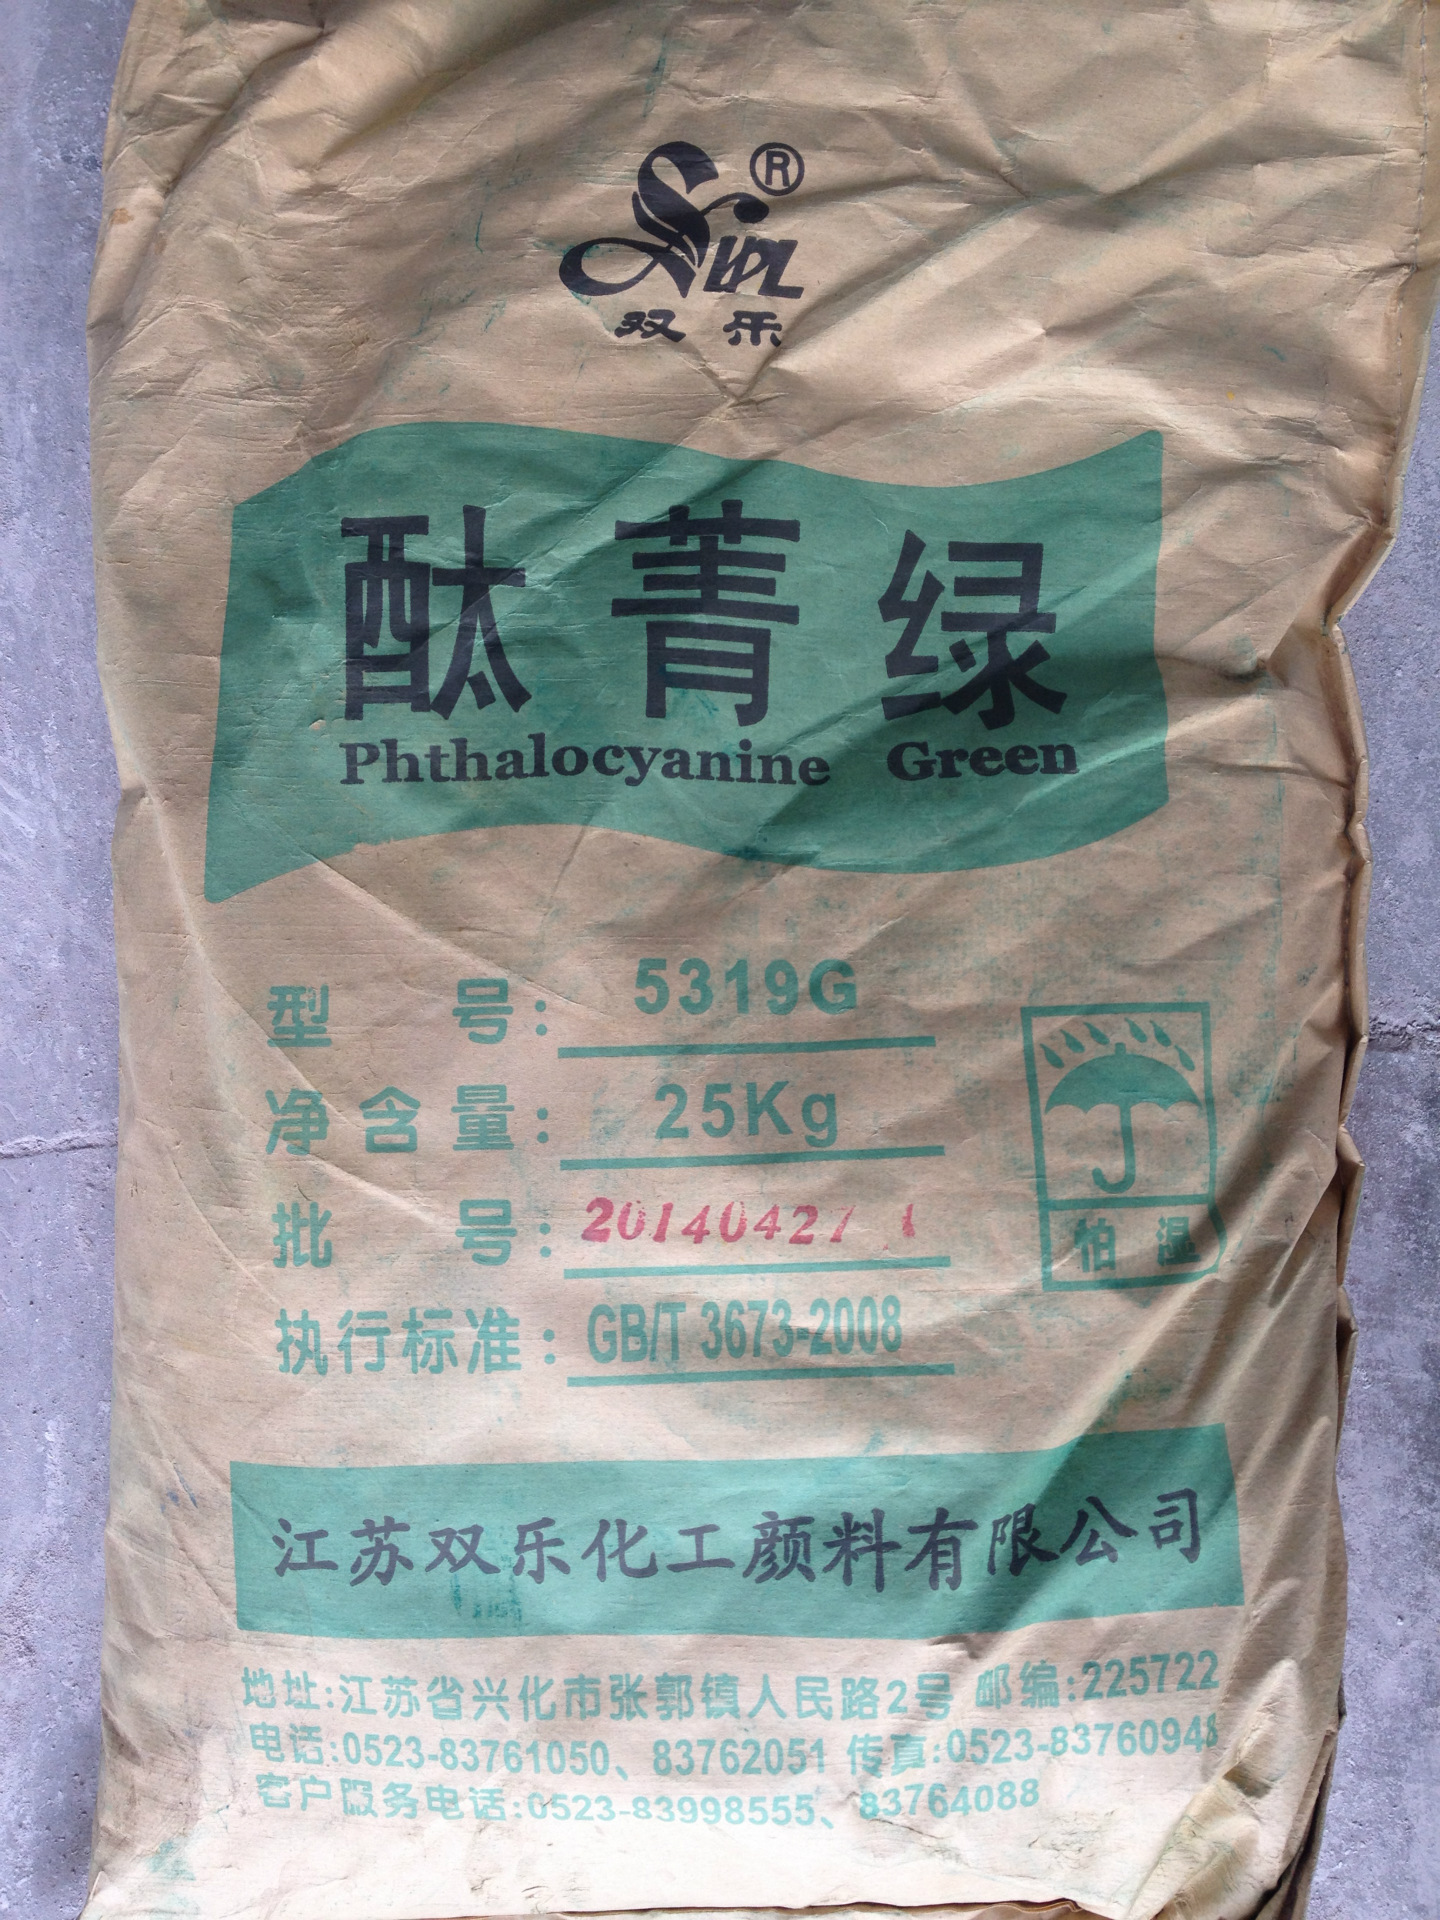 ®
双乐
酞菁绿
Phthalocyanine Green
型号: 5319G
净含量: 25Kg
批号: 20140427 1
执行标准: GB/T 3673-2008
怕湿
江苏双乐化工颜料有限公司
地址:江苏省兴化市张郭镇人民路2号 邮编:225722
电话:0523-83761050、83762051 传真:0523-83760948
客户服务电话:0523-83998555、83764088